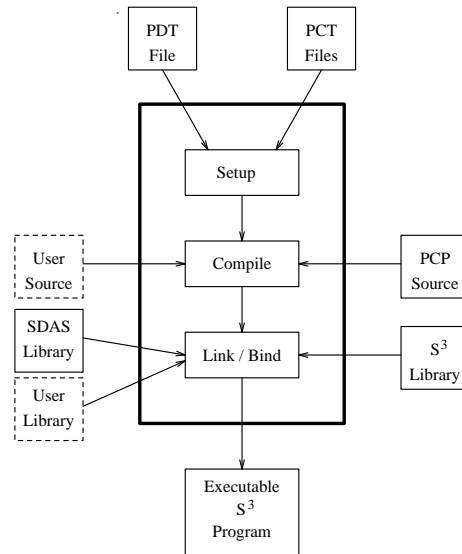 PDT
File
PCT
Files
Setup
User
Source
Compile
PCP
Source
SDAS
Library
Link / Bind
S³
Library
User
Library
Executable
S³
Program